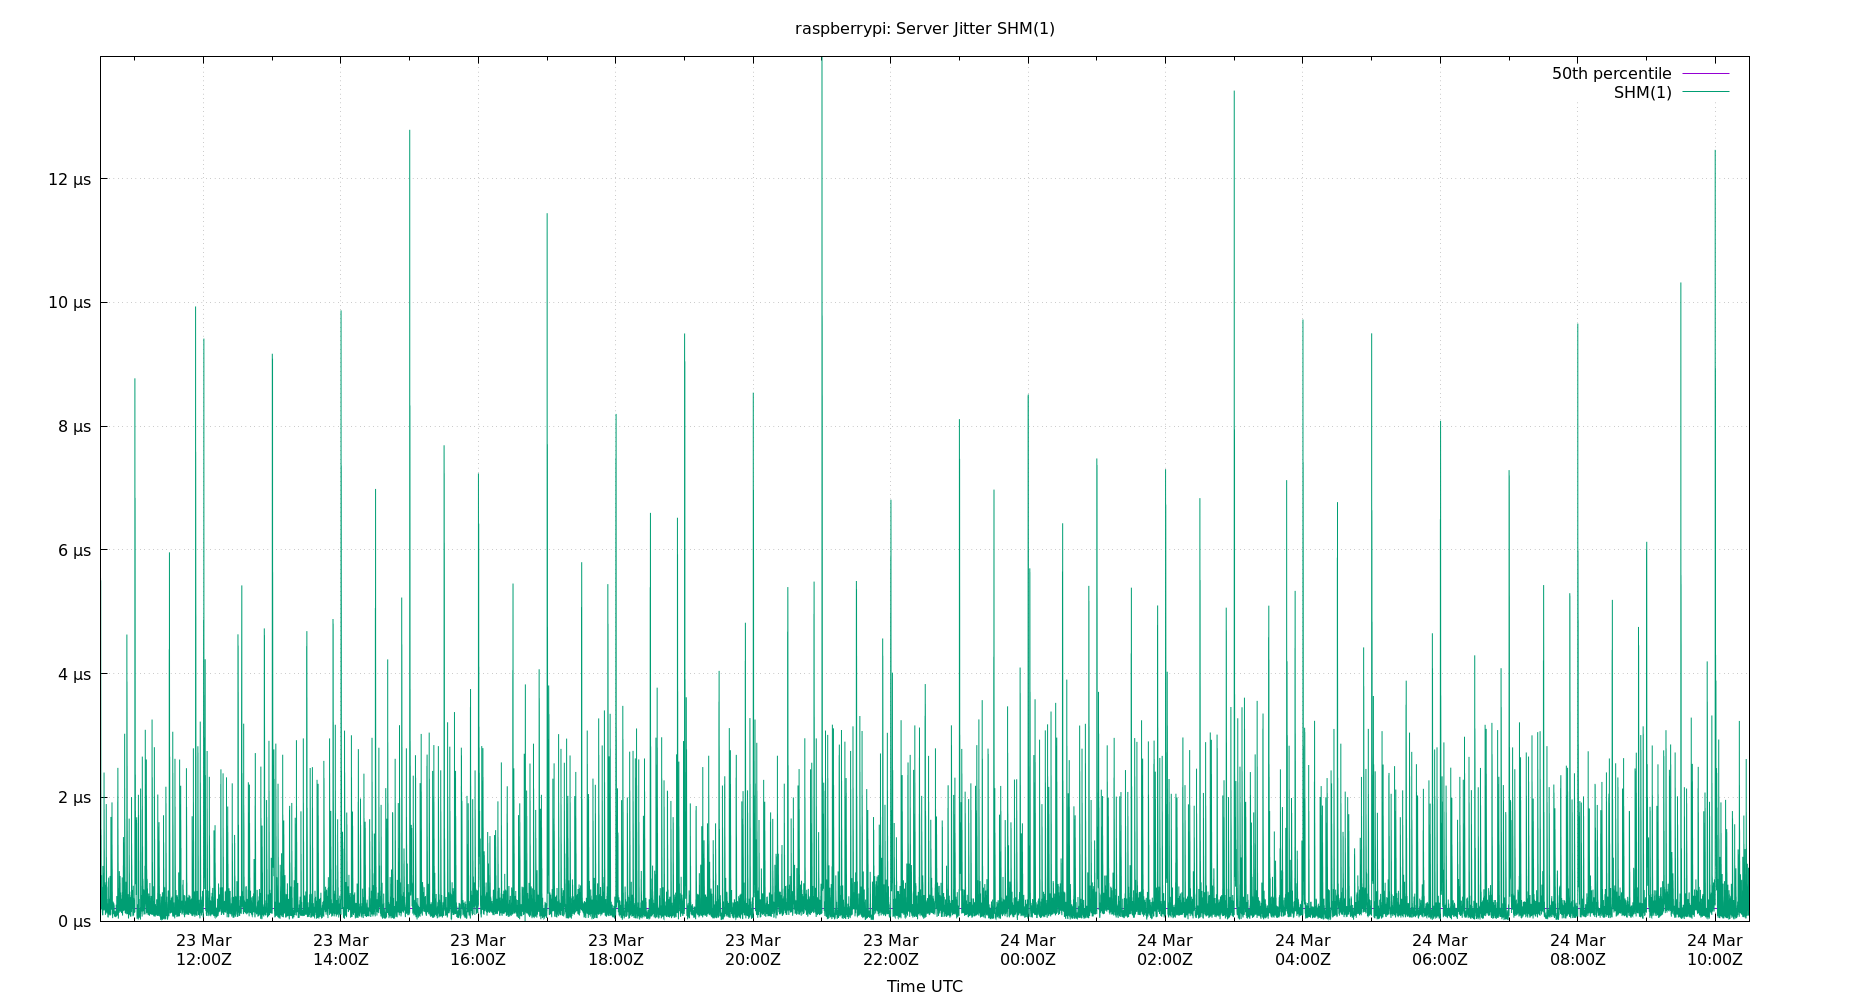 raspberrypi: Server Jitter SHM(1)
50th percentile
SHM(1)
12 µs
10 µs
8 µs
6 µs
4 µs
2 µs
0 µs
23 Mar 23 Mar 23 Mar 23 Mar 23 Mar 23 Mar 24 Mar 24 Mar 24 Mar 24 Mar 24 Mar 24 Mar
12:00Z 14:00Z 16:00Z 18:00Z 20:00Z 22:00Z 00:00Z 02:00Z 04:00Z 06:00Z 08:00Z 10:00Z
Time UTC